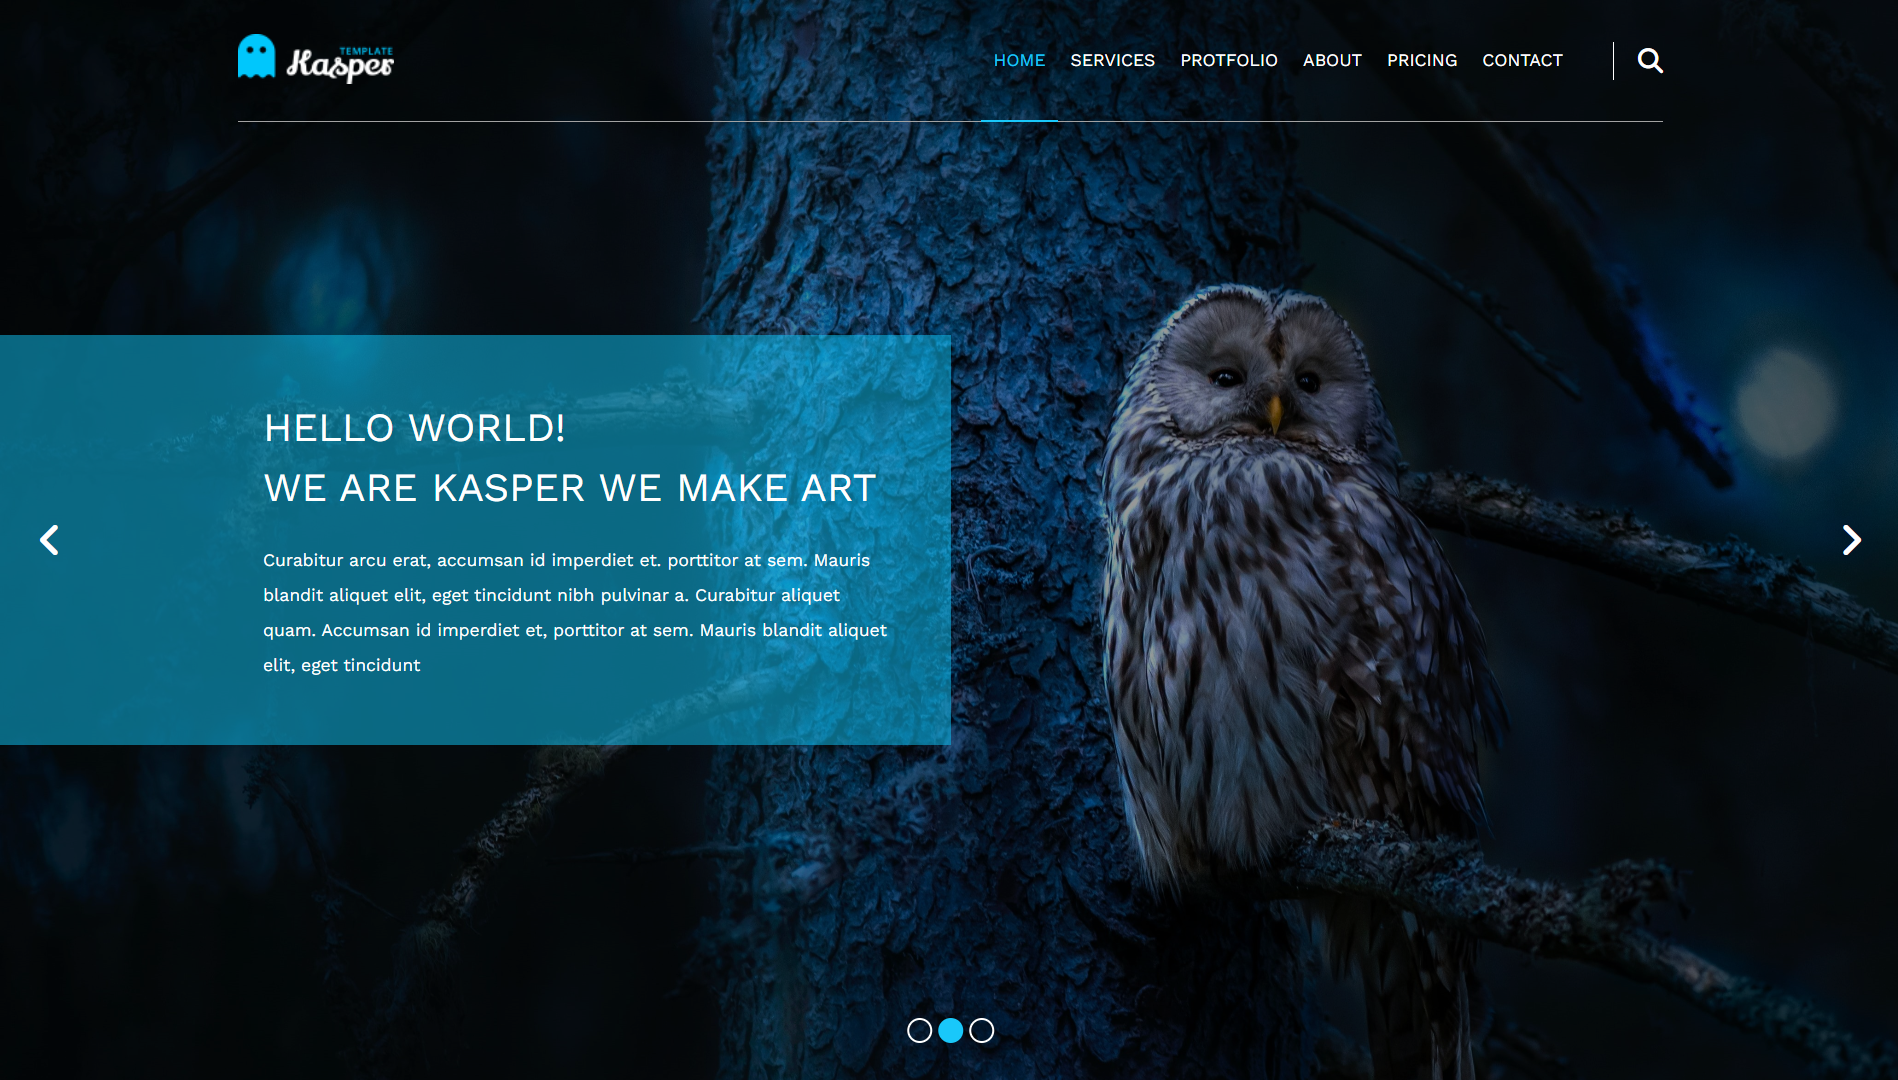 TEMPLATE
Kasper
HOME SERVICES PROTFOLIO ABOUT PRICING CONTACT
HELLO WORLD!
WE ARE KASPER WE MAKE ART
Curabitur arcu erat, accumsan id imperdiet et. porttitor at sem. Mauris
blandit aliquet elit, eget tincidunt nibh pulvinar a. Curabitur aliquet
quam. Accumsan id imperdiet et, porttitor at sem. Mauris blandit aliquet
elit, eget tincidunt